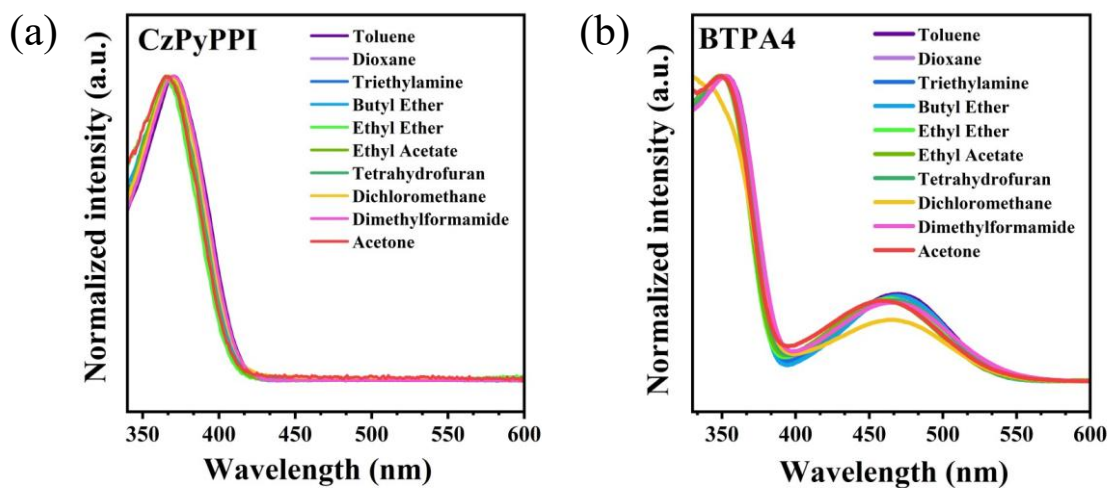 (a)
CzPyPPI
Toluene
Dioxane
Triethylamine
Butyl Ether
Ethyl Ether
Ethyl Acetate
Tetrahydrofuran
Dichloromethane
Dimethylformamide
Acetone
Normalized intensity (a.u.)
350 400 450 500 550 600
Wavelength (nm)
(b)
BTPA4
Toluene
Dioxane
Triethylamine
Butyl Ether
Ethyl Ether
Ethyl Acetate
Tetrahydrofuran
Dichloromethane
Dimethylformamide
Acetone
Normalized intensity (a.u.)
350 400 450 500 550 600
Wavelength (nm)